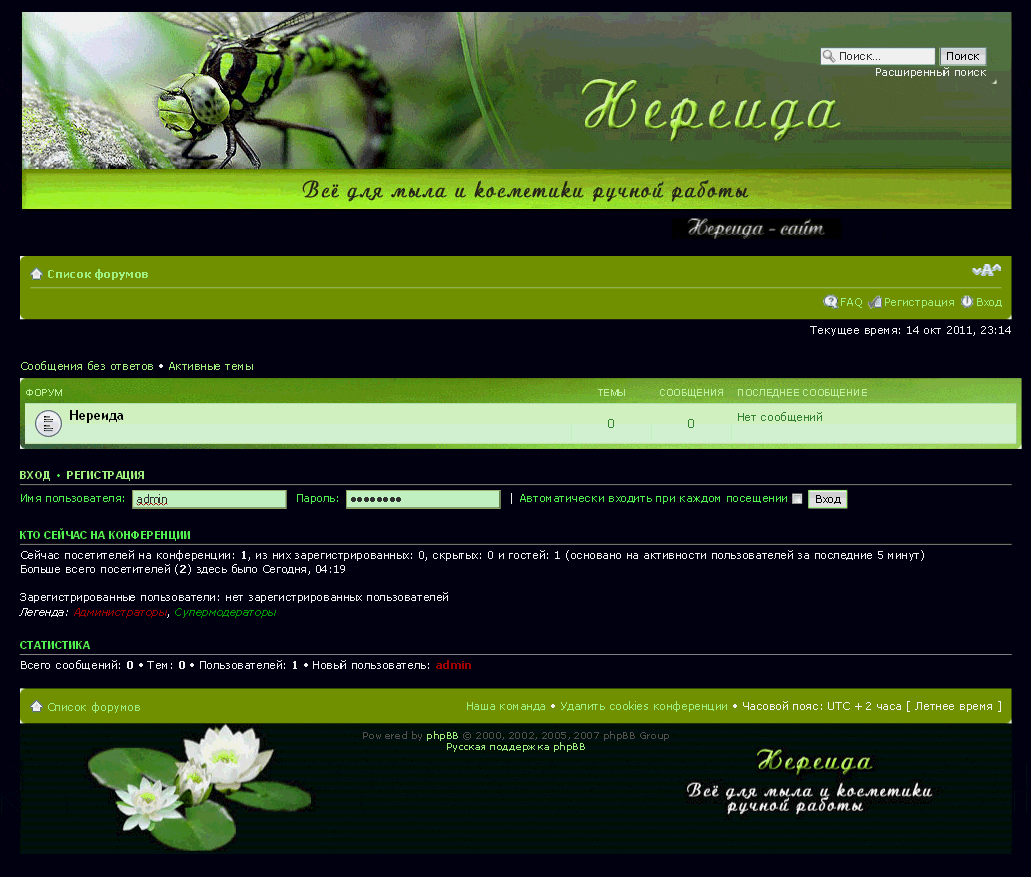 Поиск...
Поиск
Расширенный поиск
Нереида
Всё для мыла и косметики ручной работы
Нереида - сайт
Список форумов
FAQ Регистрация Вход
Текущее время: 14 окт 2011, 23:14
Сообщения без ответов • Активные темы
ФОРУМ ТЕМЫ СООБЩЕНИЯ ПОСЛЕДНЕЕ СООБЩЕНИЕ
Нереида 0 0 Нет сообщений
ВХОД • РЕГИСТРАЦИЯ
Имя пользователя: admin Пароль: •••••••• | Автоматически входить при каждом посещении Вход
КТО СЕЙЧАС НА КОНФЕРЕНЦИИ
Сейчас посетителей на конференции: 1, из них зарегистрированных: 0, скрытых: 0 и гостей: 1 (основано на активности пользователей за последние 5 минут)
Больше всего посетителей (2) здесь было Сегодня, 04:19
Зарегистрированные пользователи: нет зарегистрированных пользователей
Легенда: Администраторы, Супермодераторы
СТАТИСТИКА
Всего сообщений: 0 • Тем: 0 • Пользователей: 1 • Новый пользователь: admin
Список форумов
Наша команда • Удалить cookies конференции • Часовой пояс: UTC + 2 часа [ Летнее время ]
Powered by phpBB © 2000, 2002, 2005, 2007 phpBB Group
Русская поддержка phpBB
Нереида
Всё для мыла и косметики
ручной работы